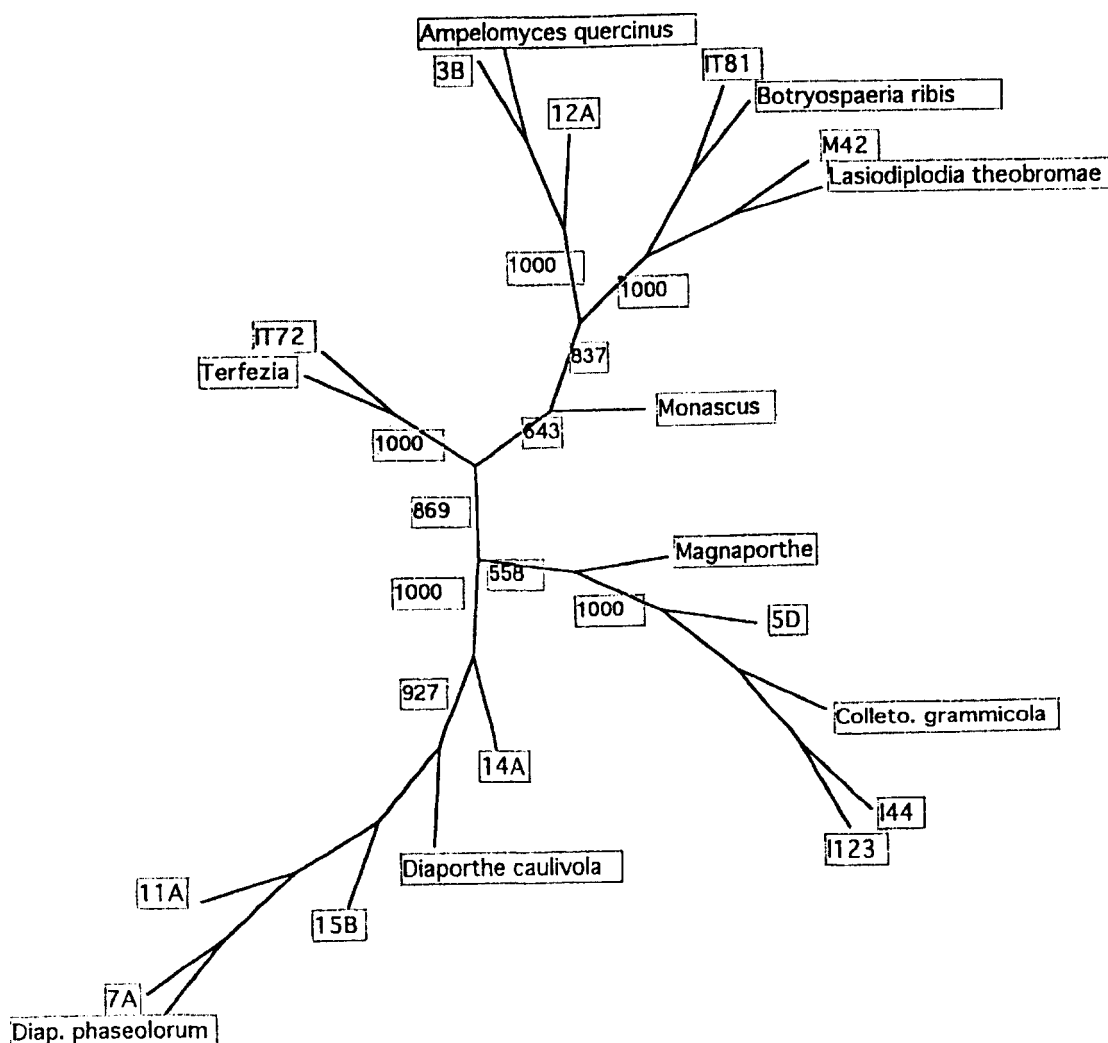 Ampelomyces quercinus
3B
IT81
Botryospaeria ribis
12A
M42
Lasiodiplodia theobromae
1000
1000
IT72
837
Terfezia
Monascus
643
1000
869
Magnaporthe
558
1000
1000
5D
927
Colleto. grammicola
14A
I44
I123
Diaporthe caulivola
11A
15B
7A
Diap. phaseolorum